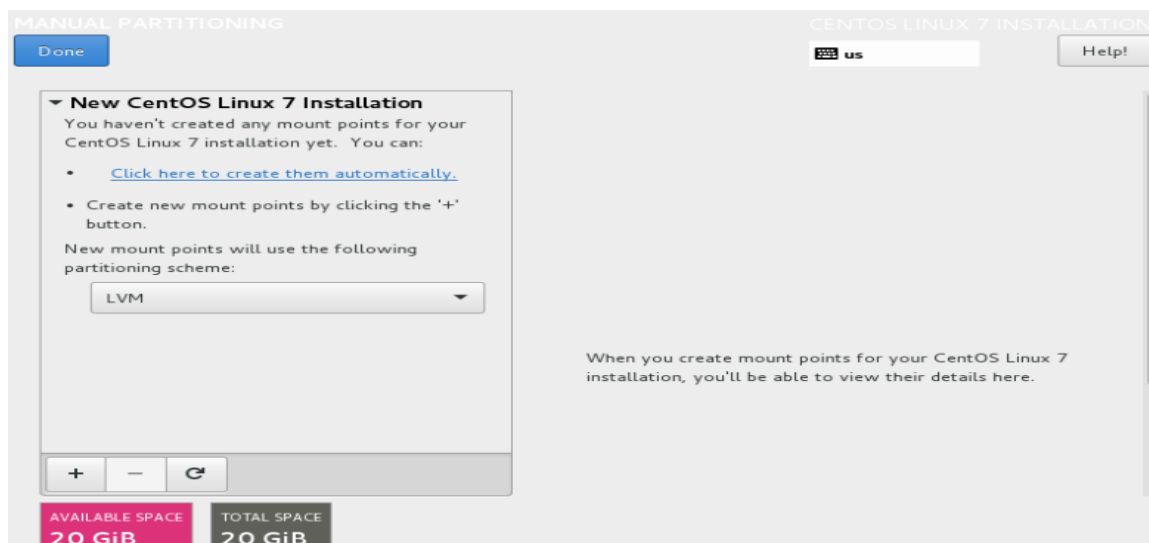 MANUAL PARTITIONING
CENTOS LINUX 7 INSTALLATION
Done
us
Help!
New CentOS Linux 7 Installation
You haven't created any mount points for your
CentOS Linux 7 installation yet. You can:
• Click here to create them automatically.
• Create new mount points by clicking the '+'
button.
New mount points will use the following
partitioning scheme:
LVM
When you create mount points for your CentOS Linux 7
installation, you'll be able to view their details here.
+ −
AVAILABLE SPACE
20 GiB
TOTAL SPACE
20 GiB